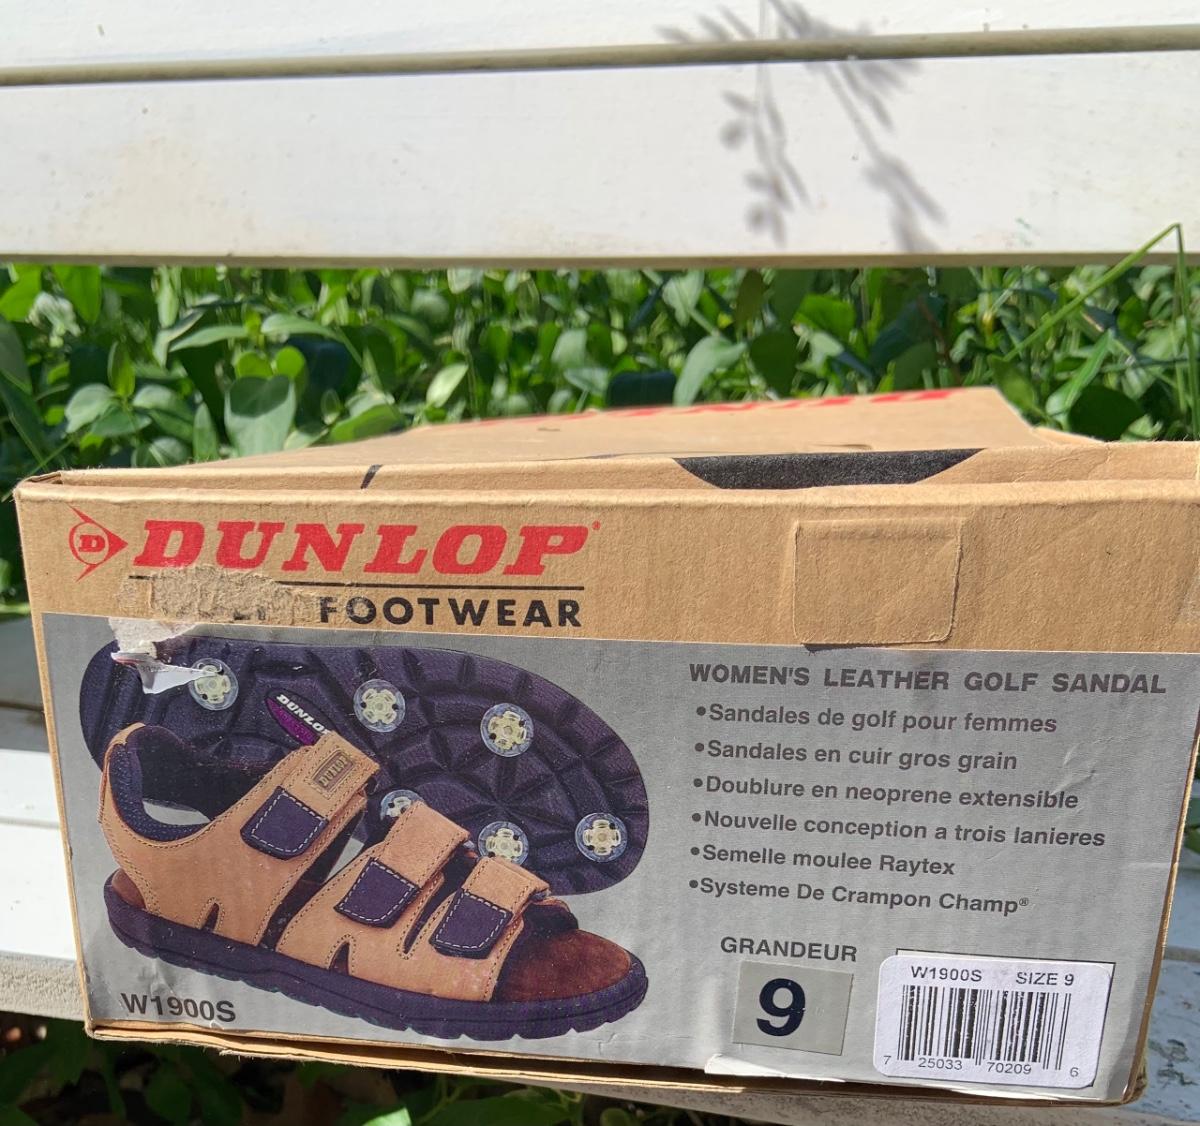 DUNLOP
D DUNLOP®
FOOTWEAR
DUNLOP
DUNLOP
WOMEN'S LEATHER GOLF SANDAL
•Sandales de golf pour femmes
•Sandales en cuir gros grain
•Doublure en neoprene extensible
•Nouvelle conception a trois lanieres
•Semelle moulee Raytex
•Systeme De Crampon Champ®
GRANDEUR
9
W1900S
W1900S SIZE 9
7 25033 70209 6